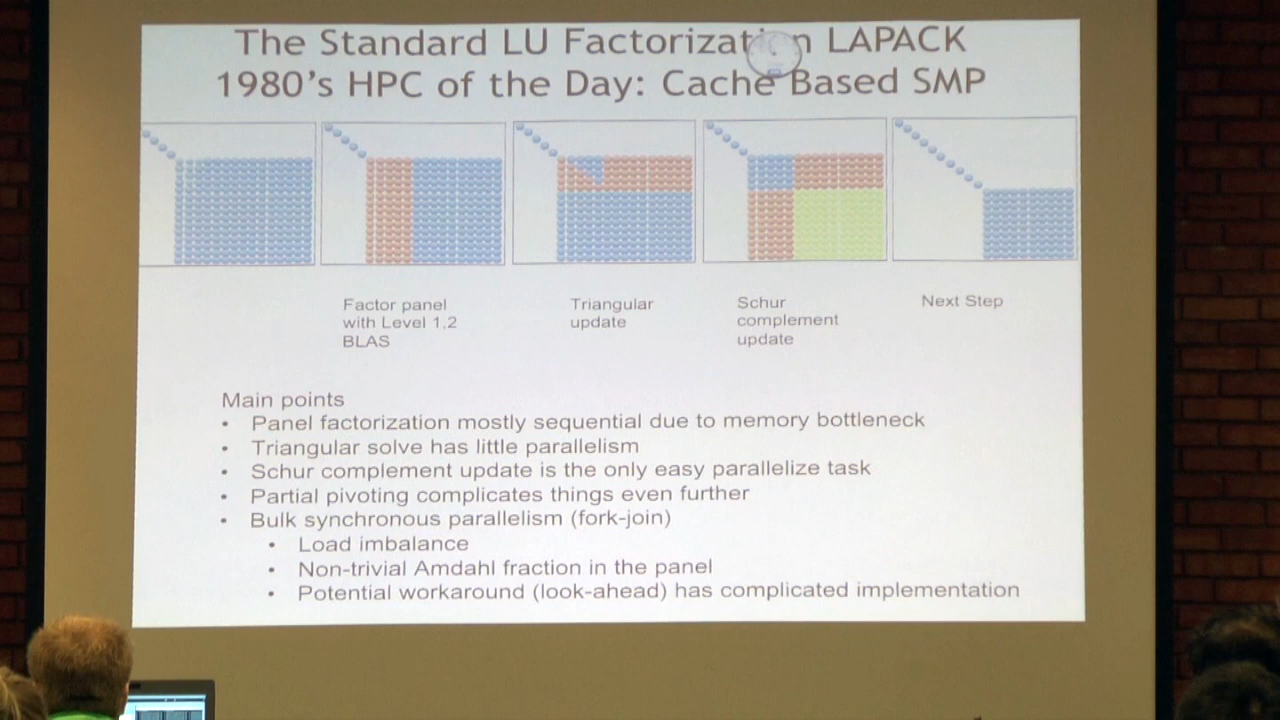 The Standard LU Factorization LAPACK
1980's HPC of the Day: Cache Based SMP
Factor panel
with Level 1,2
BLAS
Triangular
update
Schur
complement
update
Next Step
Main points
• Panel factorization mostly sequential due to memory bottleneck
• Triangular solve has little parallelism
• Schur complement update is the only easy parallelize task
• Partial pivoting complicates things even further
• Bulk synchronous parallelism (fork-join)
• Load imbalance
• Non-trivial Amdahl fraction in the panel
• Potential workaround (look-ahead) has complicated implementation